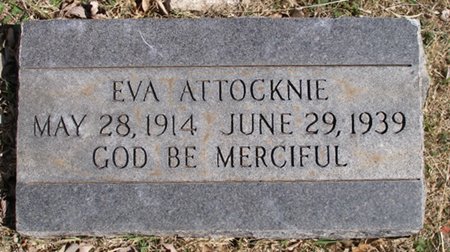 EVA ATTOCKNIE
MAY 28, 1914 JUNE 29, 1939
GOD BE MERCIFUL